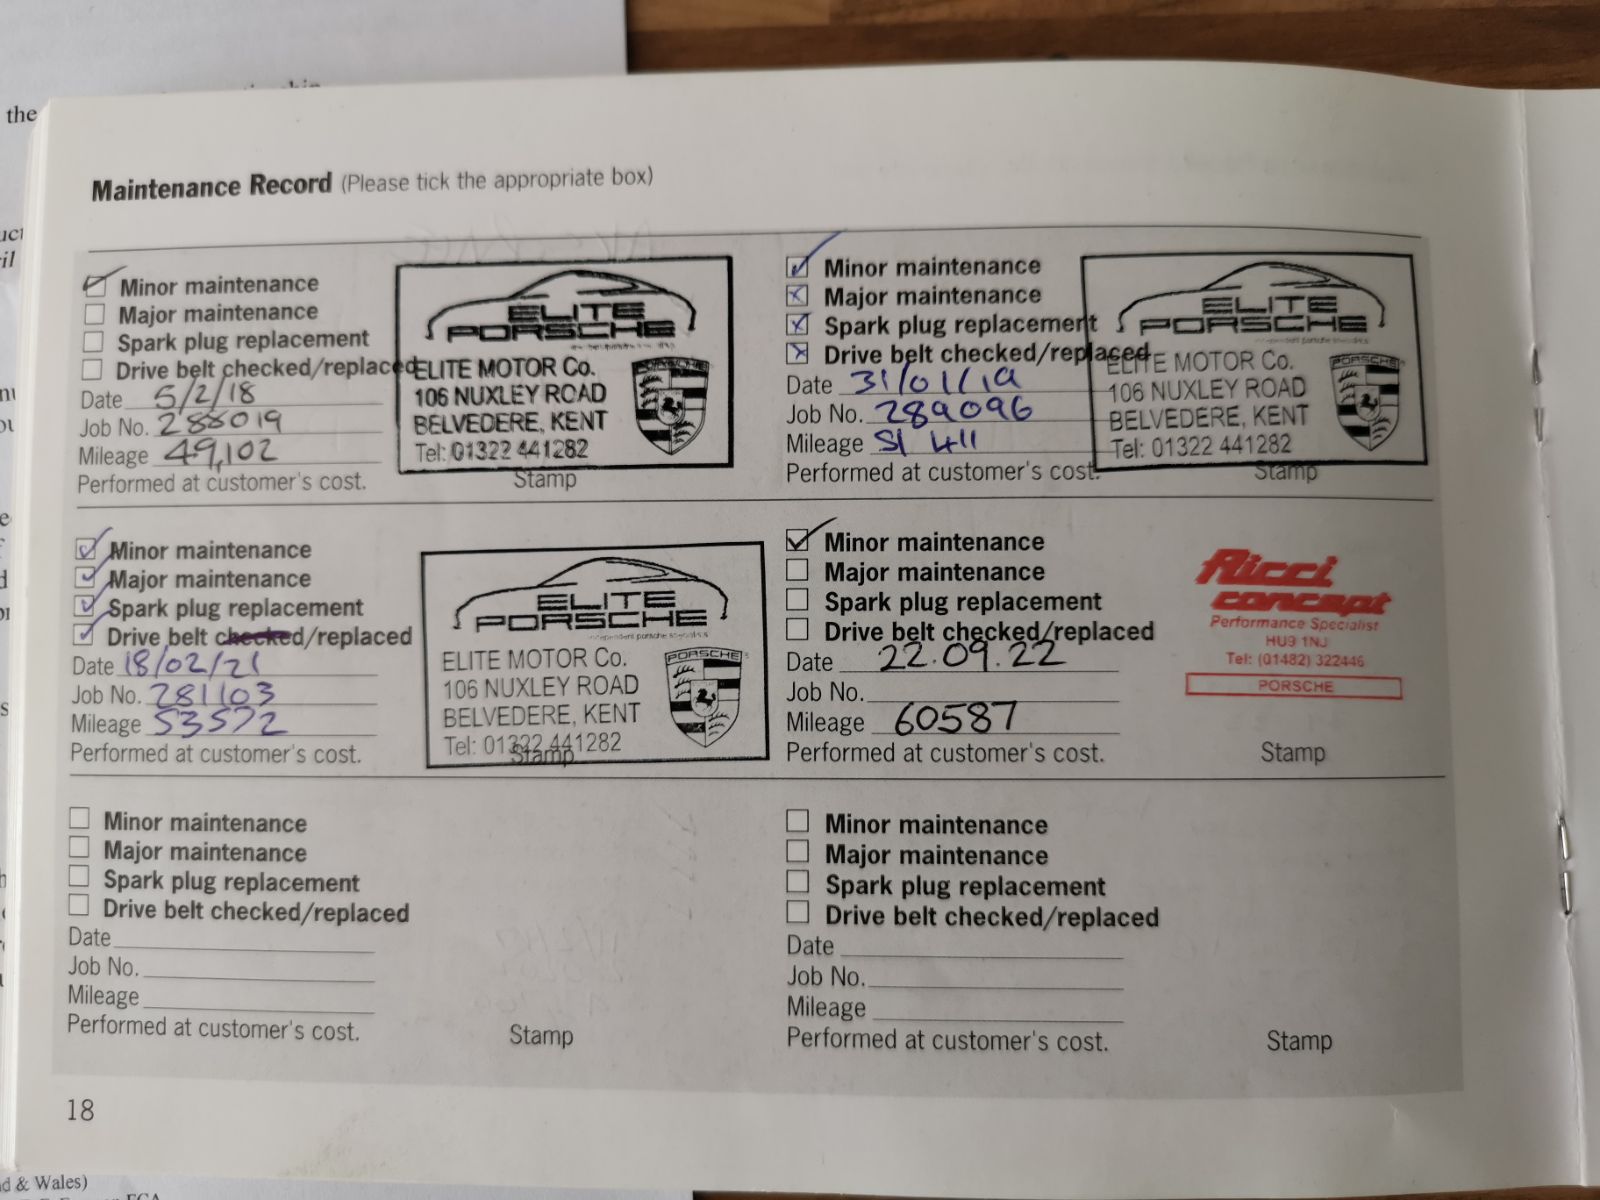 the
Maintenance Record (Please tick the appropriate box)
Minor maintenance
Major maintenance
Spark plug replacement
Drive belt checked/replaced
Date 5/2/18
Job No. 288019
Mileage 49,102
Performed at customer's cost.
ELITE
PORSCHE
ELITE MOTOR Co.
106 NUXLEY ROAD
BELVEDERE, KENT
Tel: 01322 441282
PORSCHE
Stamp
Minor maintenance
Major maintenance
Spark plug replacement
Drive belt checked/replaced
Date 31/01/19
Job No. 289096
Mileage 51 411
Performed at customer's cost.
ELITE
PORSCHE
ELITE MOTOR Co.
106 NUXLEY ROAD
BELVEDERE, KENT
Tel: 01322 441282
PORSCHE
Stamp
Minor maintenance
Major maintenance
Spark plug replacement
Drive belt checked/replaced
Date 18/02/21
Job No. 281103
Mileage 53572
Performed at customer's cost.
ELITE
PORSCHE
independent porsche specialists
ELITE MOTOR Co.
106 NUXLEY ROAD
BELVEDERE, KENT
Tel: 01322 441282
PORSCHE
Stamp
Minor maintenance
Major maintenance
Spark plug replacement
Drive belt checked/replaced
Date 22.09.22
Job No.
Mileage 60587
Performed at customer's cost.
Ricci
concept
Performance Specialist
HU9 1NJ
Tel: (01482) 322446
PORSCHE
Stamp
Minor maintenance
Major maintenance
Spark plug replacement
Drive belt checked/replaced
Date
Job No.
Mileage
Performed at customer's cost.
Stamp
Minor maintenance
Major maintenance
Spark plug replacement
Drive belt checked/replaced
Date
Job No.
Mileage
Performed at customer's cost.
Stamp
18
& Wales)